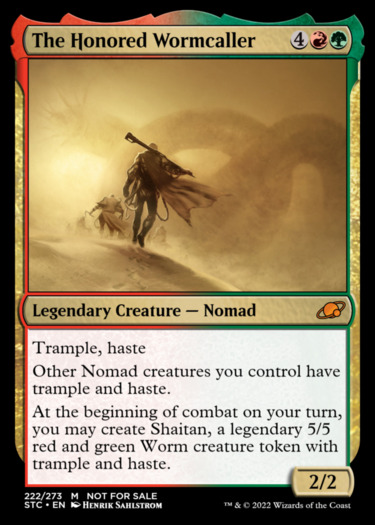 The Honored Wormcaller 4
Legendary Creature — Nomad
Trample, haste
Other Nomad creatures you control have
trample and haste.
At the beginning of combat on your turn,
you may create Shaitan, a legendary 5/5
red and green Worm creature token with
trample and haste.
2/2
222/273 M NOT FOR SALE
STC • EN Henrik Sahlstrom
™ & © 2022 Wizards of the Coast